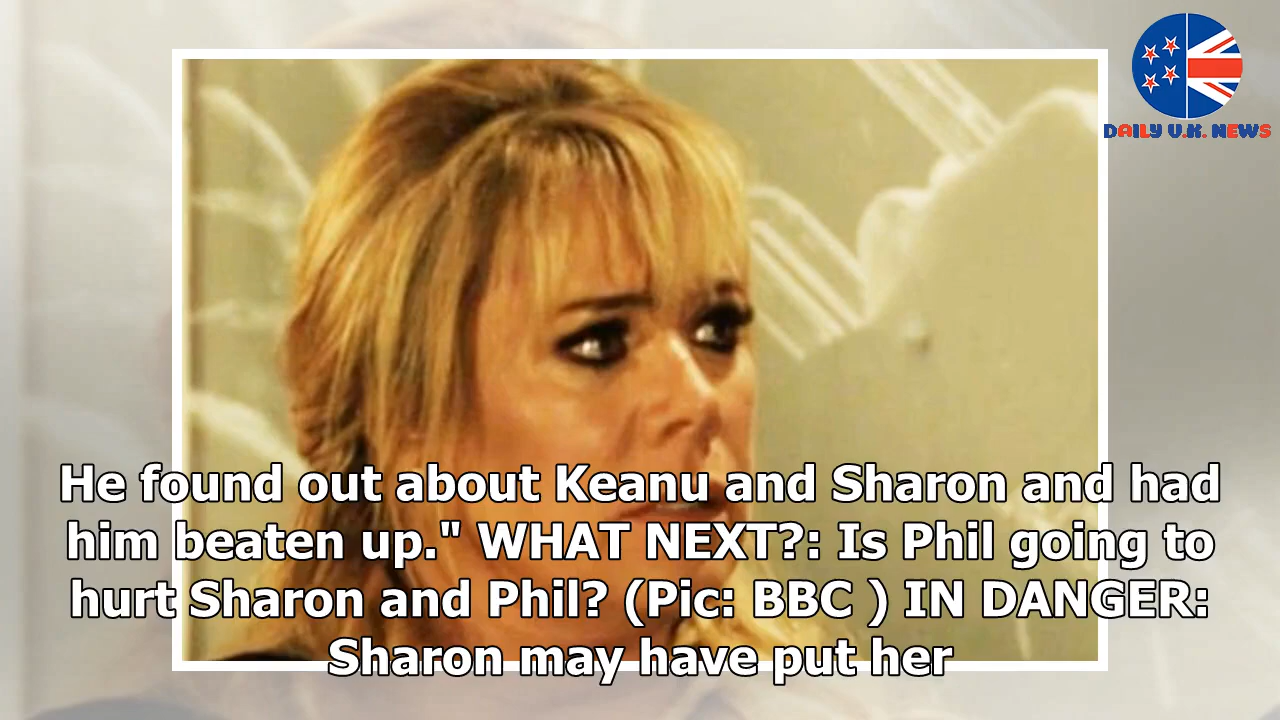 DAILY U.K. NEWS
He found out about Keanu and Sharon and had
him beaten up." WHAT NEXT?: Is Phil going to
hurt Sharon and Phil? (Pic: BBC ) IN DANGER:
Sharon may have put her